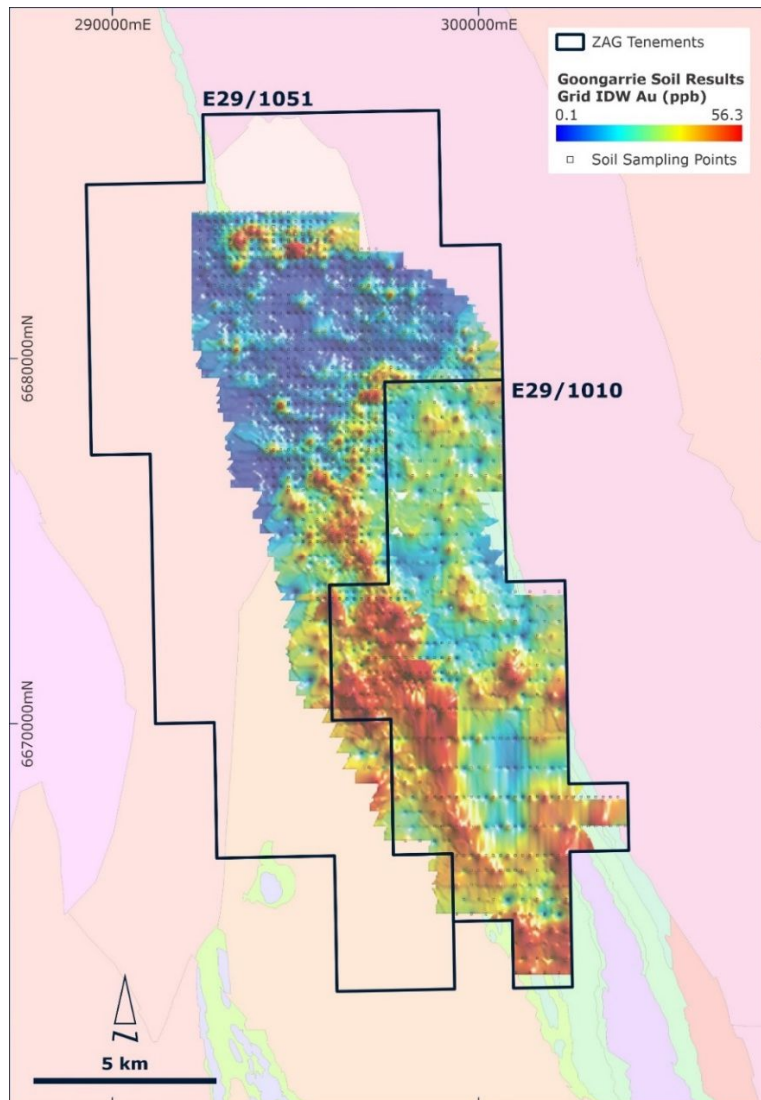 290000mE
300000mE
ZAG Tenements
Goongarrie Soil Results
Grid IDW Au (ppb)
0.1 56.3
Soil Sampling Points
E29/1051
6680000mN
E29/1010
6670000mN
N
5 km